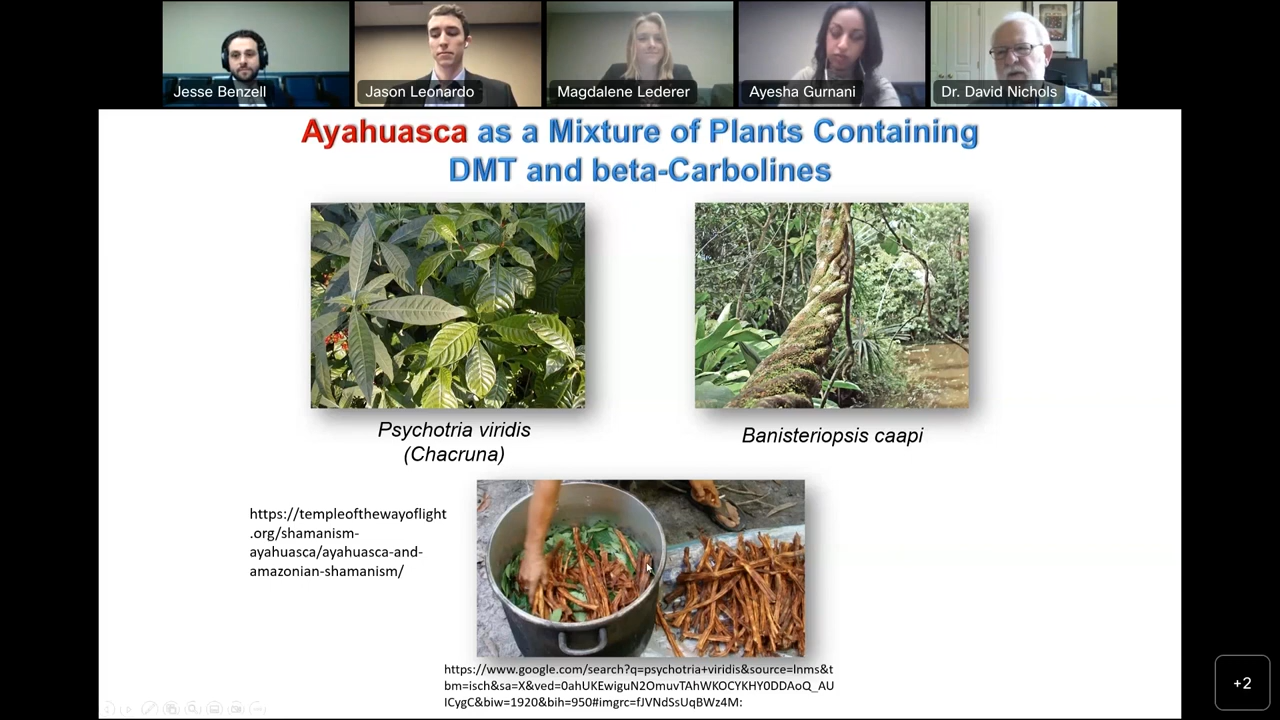 Jesse Benzell
Jason Leonardo
Magdalene Lederer
Ayesha Gurnani
Dr. David Nichols
Ayahuasca as a Mixture of Plants Containing
DMT and beta-Carbolines
Psychotria viridis
(Chacruna)
Banisteriopsis caapi
https://templeofthewayoflight
.org/shamanism-
ayahuasca/ayahuasca-and-
amazonian-shamanism/
https://www.google.com/search?q=psychotria+viridis&source=lnms&t
bm=isch&sa=X&ved=0ahUKEwiguN2OmuvTAhWKOCYKHY0DDAoQ_AU
ICygC&biw=1920&bih=950#imgrc=fJVNdSsUqBWz4M:
+2